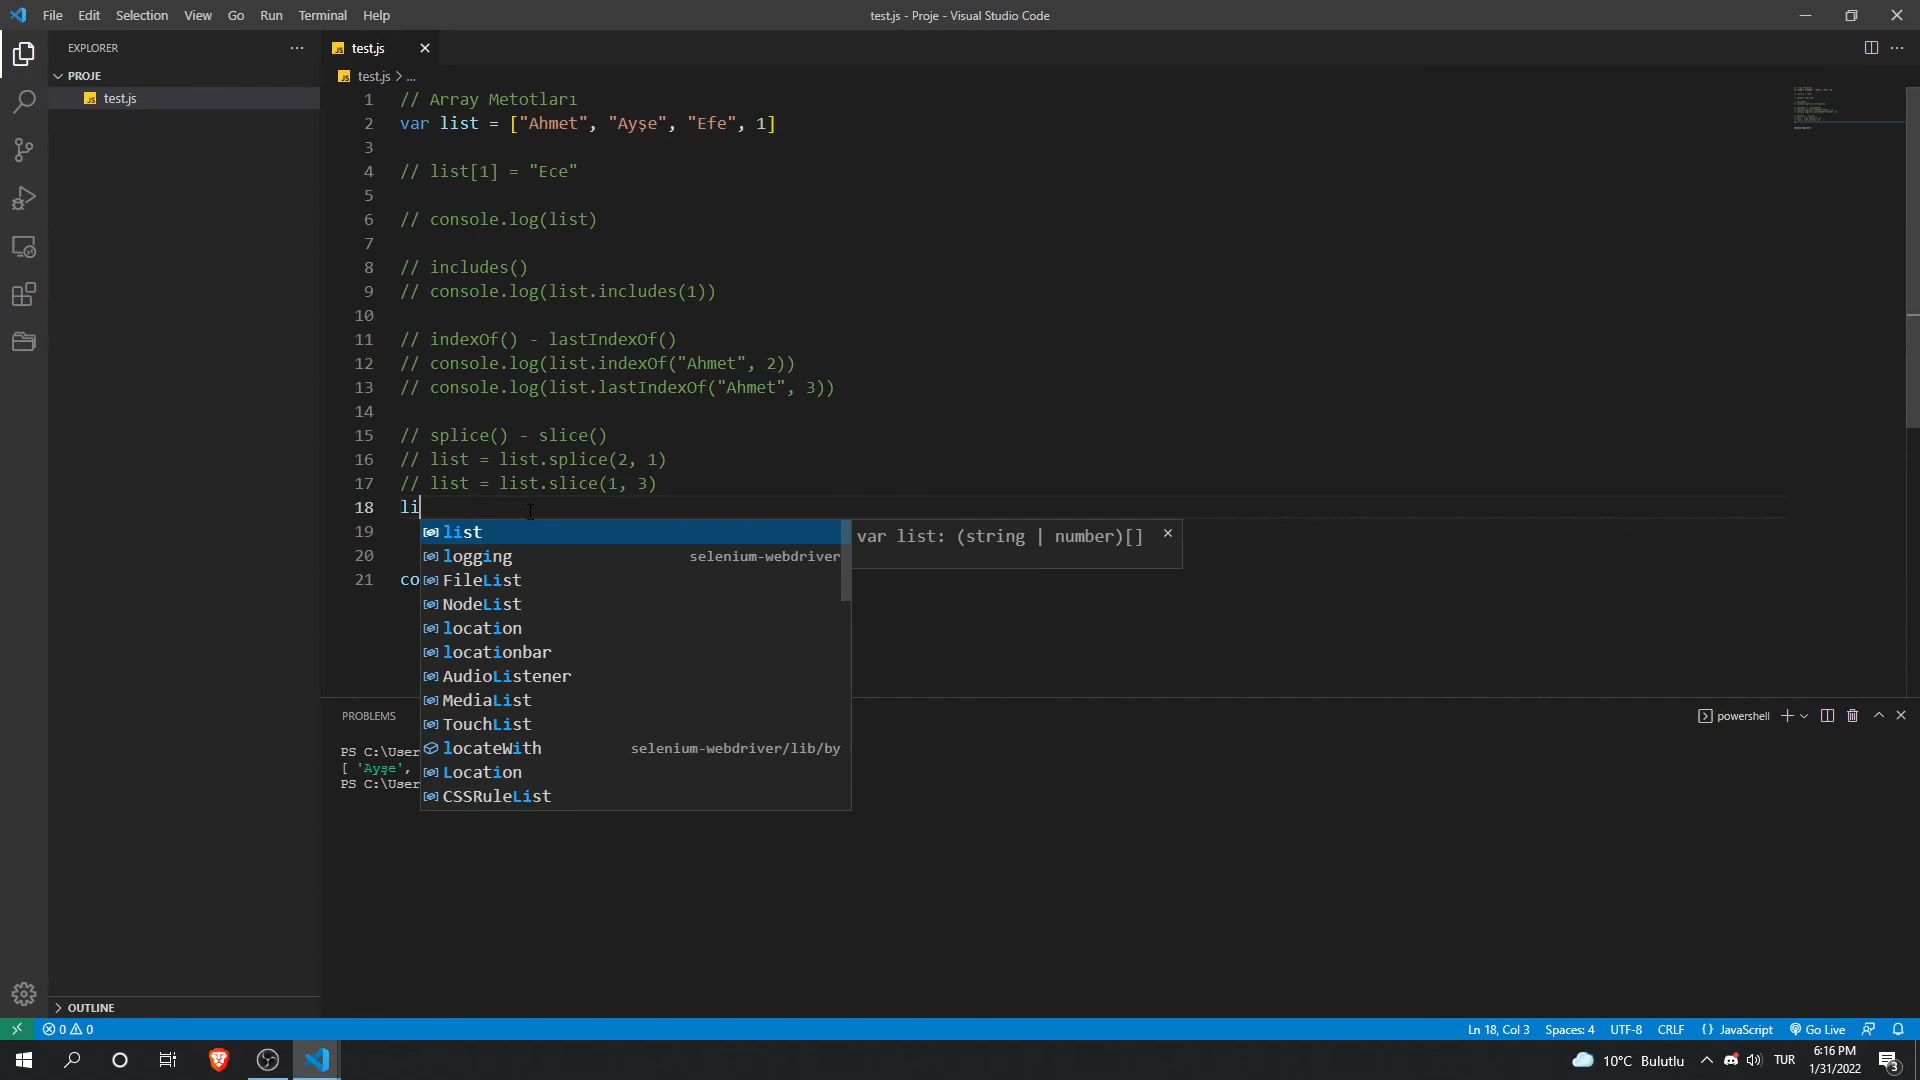 File Edit Selection View Go Run Terminal Help
test.js - Proje - Visual Studio Code
EXPLORER
PROJE
test.js
test.js
test.js > ...
1 // Array Metotları
2 var list = ["Ahmet", "Ayşe", "Efe", 1]
3
4 // list[1] = "Ece"
5
6 // console.log(list)
7
8 // includes()
9 // console.log(list.includes(1))
10
11 // indexOf() - lastIndexOf()
12 // console.log(list.indexOf("Ahmet", 2))
13 // console.log(list.lastIndexOf("Ahmet", 3))
14
15 // splice() - slice()
16 // list = list.splice(2, 1)
17 // list = list.slice(1, 3)
18 li
19
20
21 co
list
logging selenium-webdriver
FileList
NodeList
location
locationbar
AudioListener
MediaList
TouchList
locateWith selenium-webdriver/lib/by
Location
CSSRuleList
var list: (string | number)[]
PROBLEMS
powershell
PS C:\User
[ 'Ayşe',
PS C:\User
OUTLINE
0 0
Ln 18, Col 3 Spaces: 4 UTF-8 CRLF {} JavaScript Go Live
10°C Bulutlu
TUR
6:16 PM
1/31/2022
3